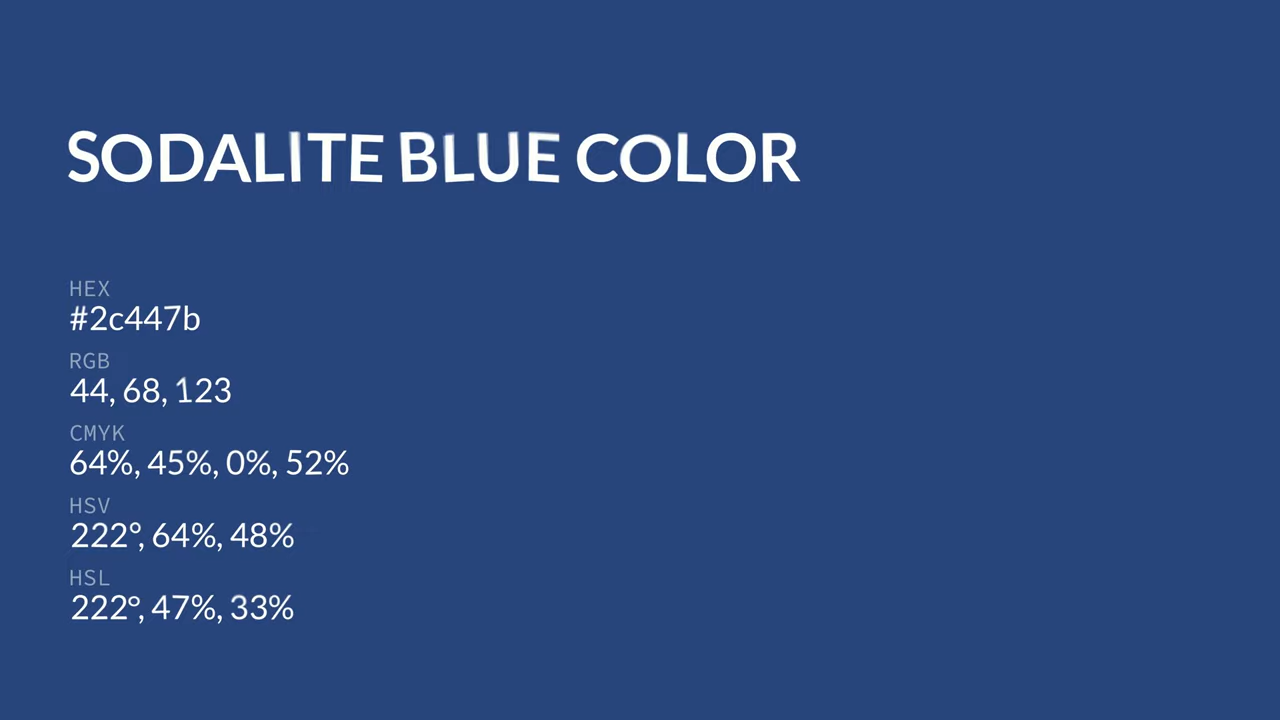 SODALITE BLUE COLOR
HEX
#2c447b
RGB
44, 68, 123
CMYK
64%, 45%, 0%, 52%
HSV
222°, 64%, 48%
HSL
222°, 47%, 33%